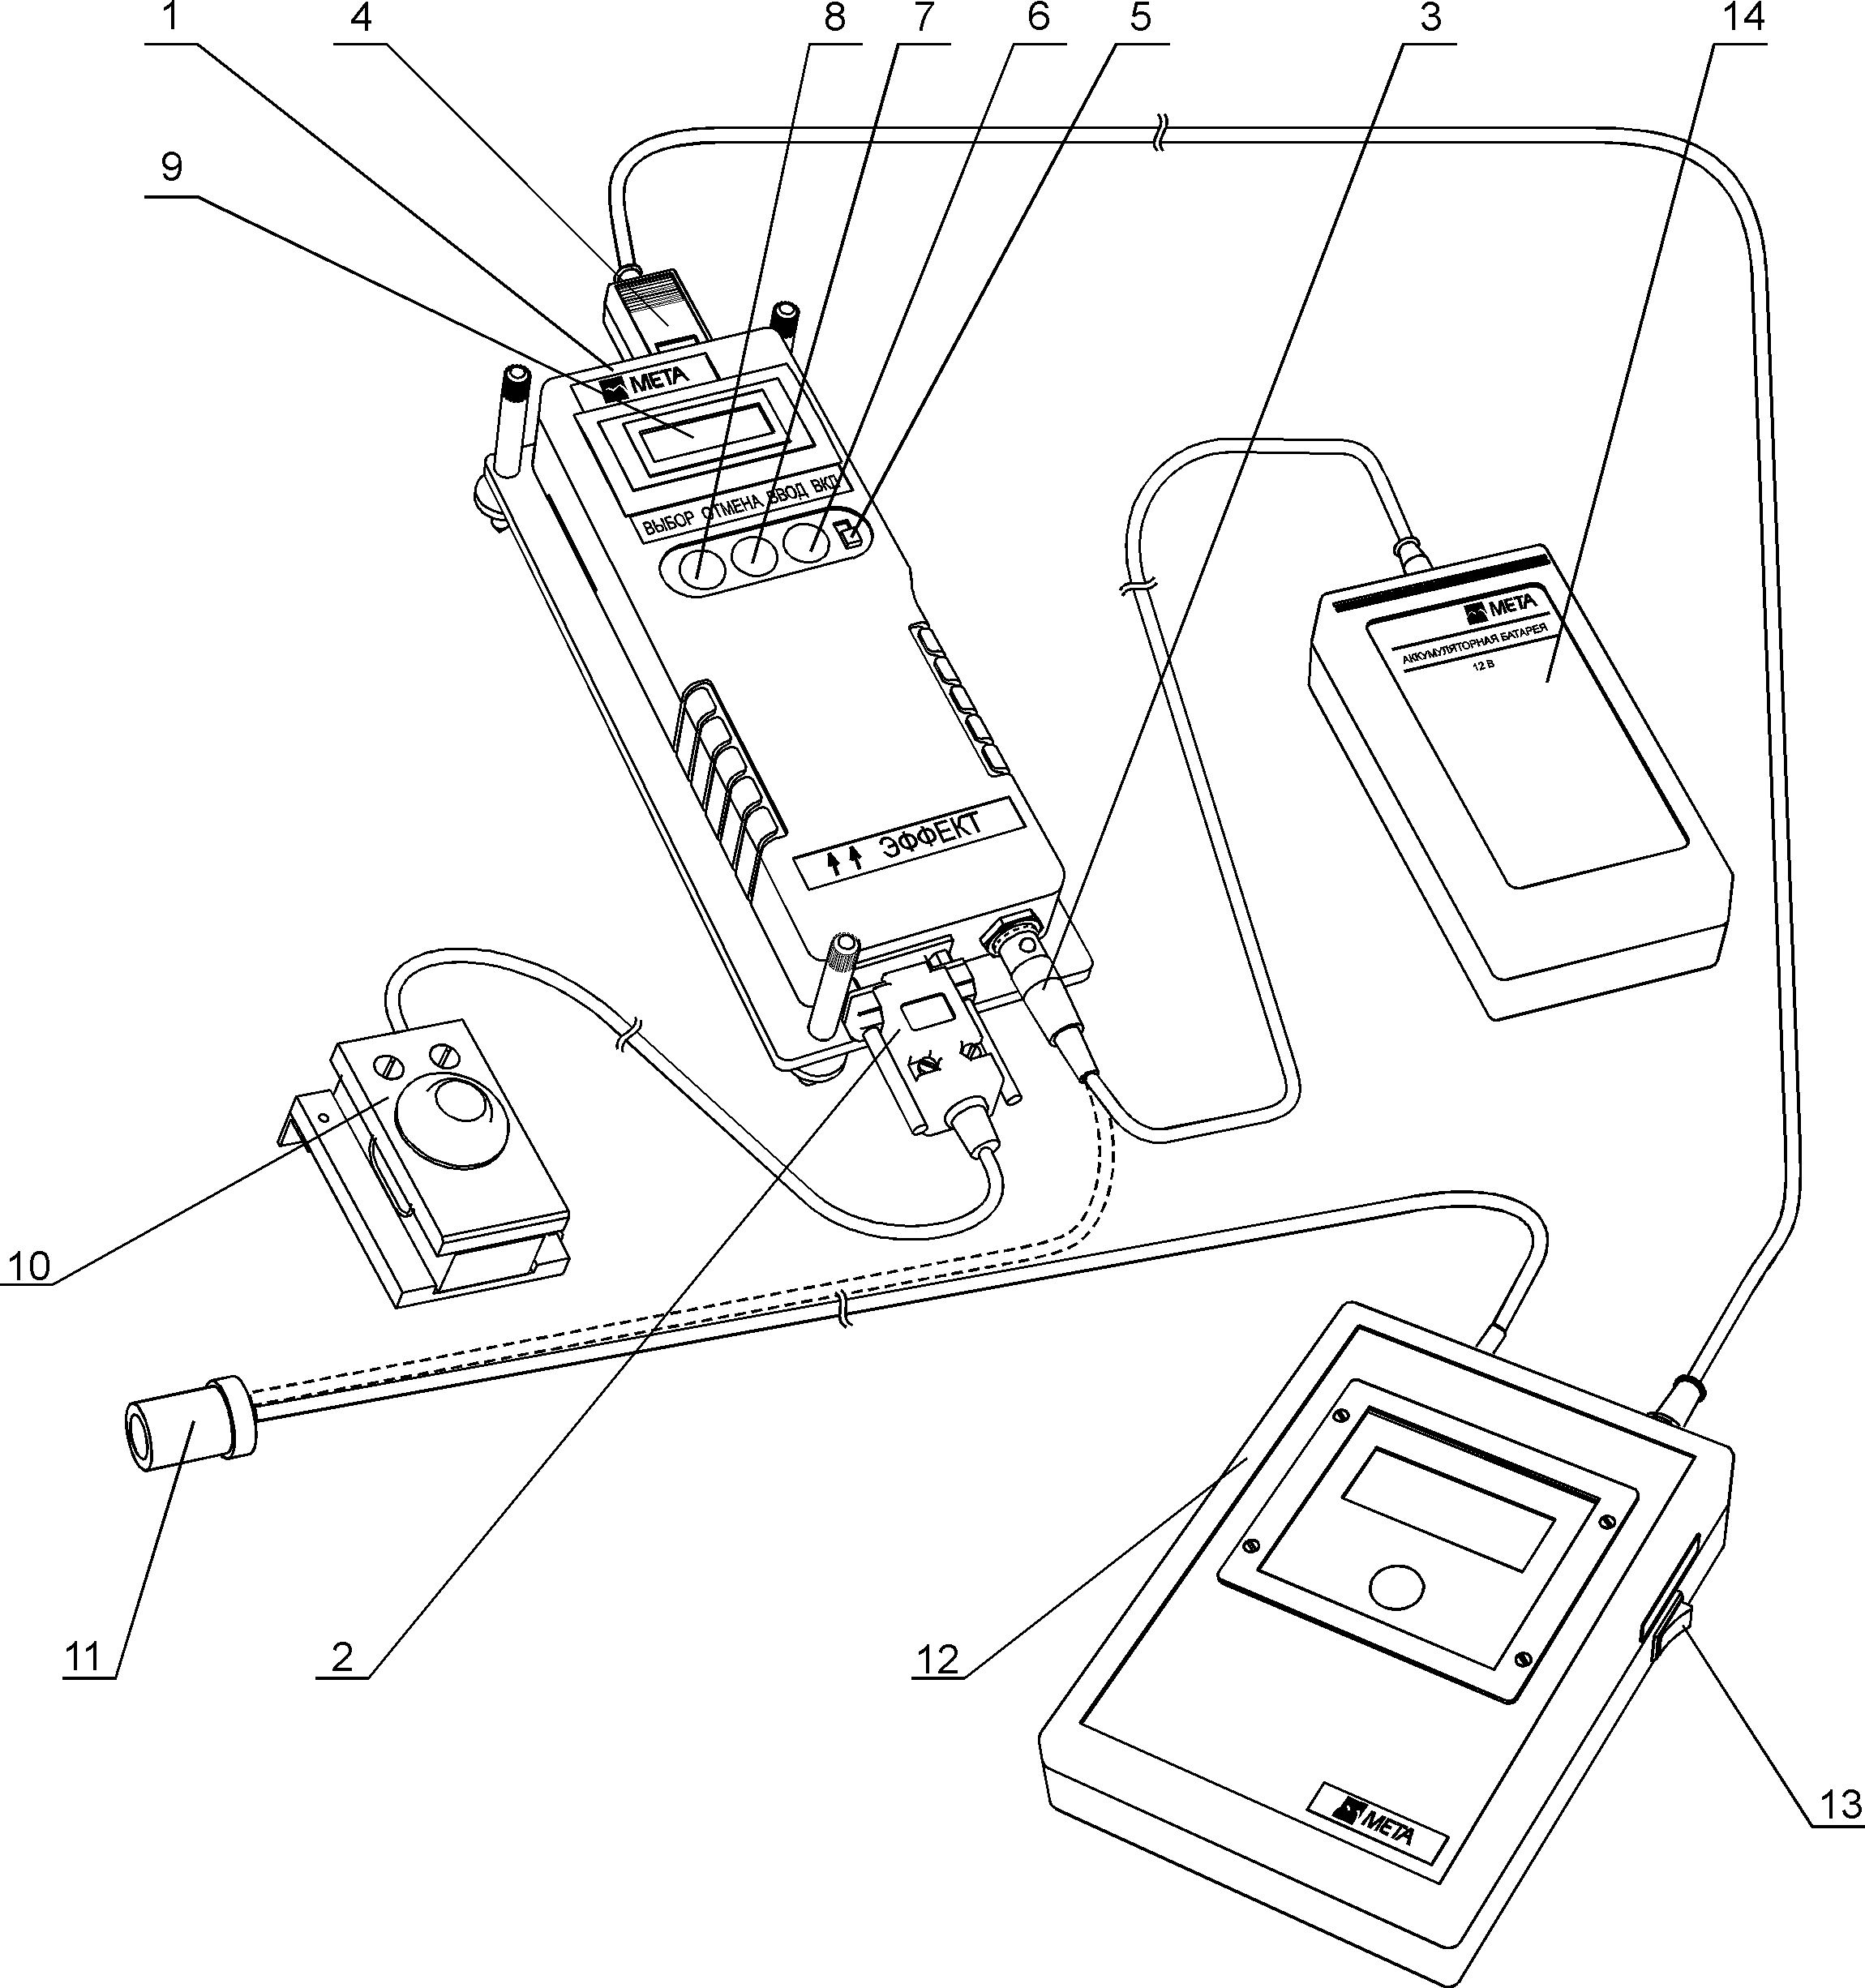 1 4 8 7 6 5 3 14
9
МЕТА
ВЫБОР ОТМЕНА ВВОД ВКЛ
МЕТА
АККУМУЛЯТОРНАЯ БАТАРЕЯ
12 В
ЭФФЕКТ
10
11 2 12
13
МЕТА